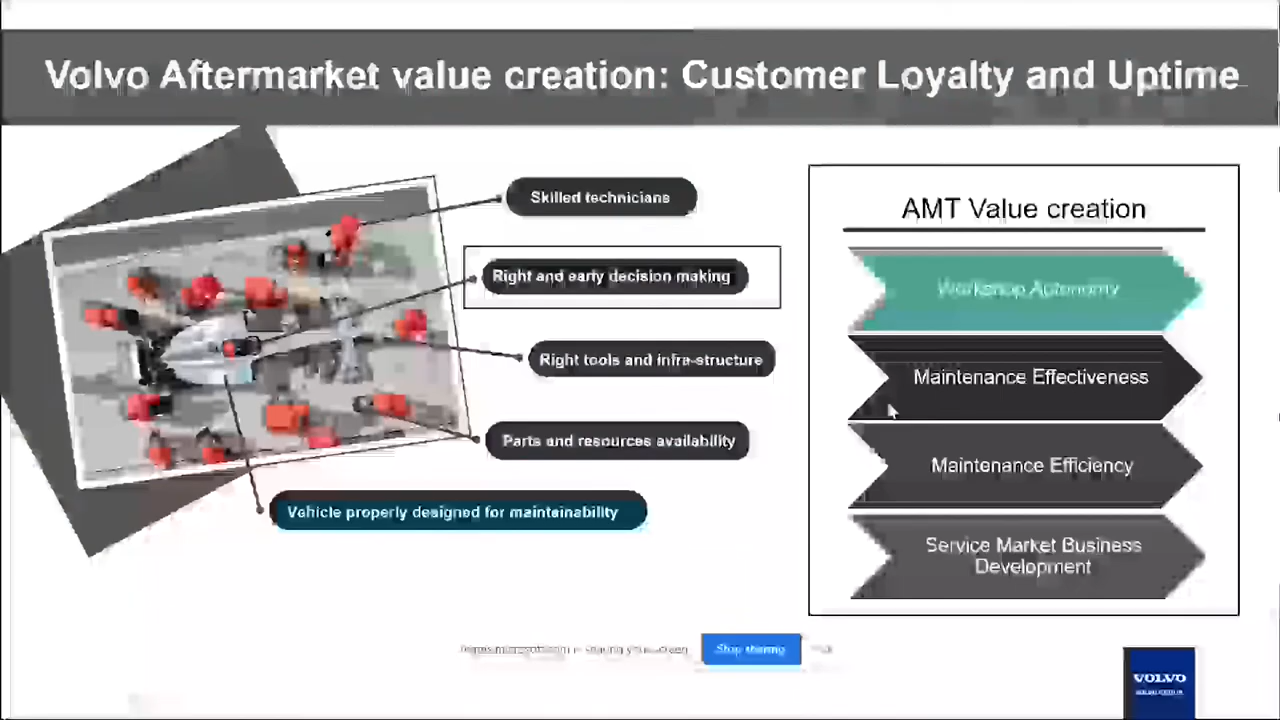 Volvo Aftermarket value creation: Customer Loyalty and Uptime
Skilled technicians
Right and early decision making
Right tools and infra-structure
Parts and resources availability
Vehicle properly designed for maintainability
AMT Value creation
Workshop Autonomy
Maintenance Effectiveness
Maintenance Efficiency
Service Market Business
Development
Stop sharing
VOLVO